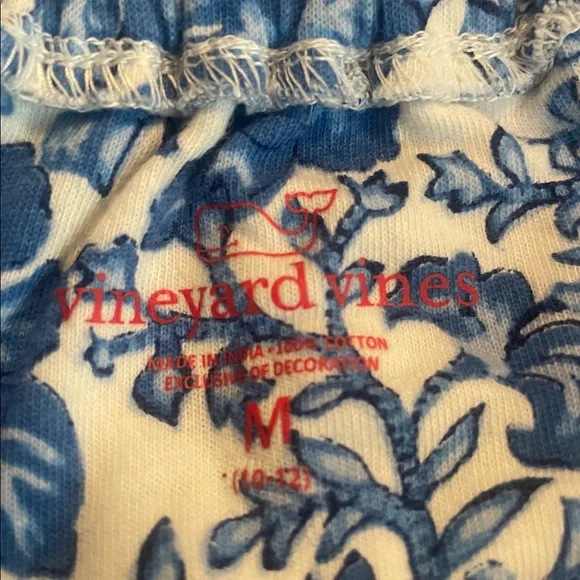 vineyard vines
MADE IN INDIA • 100% COTTON
EXCLUSIVE OF DECORATION
M
(10-12)